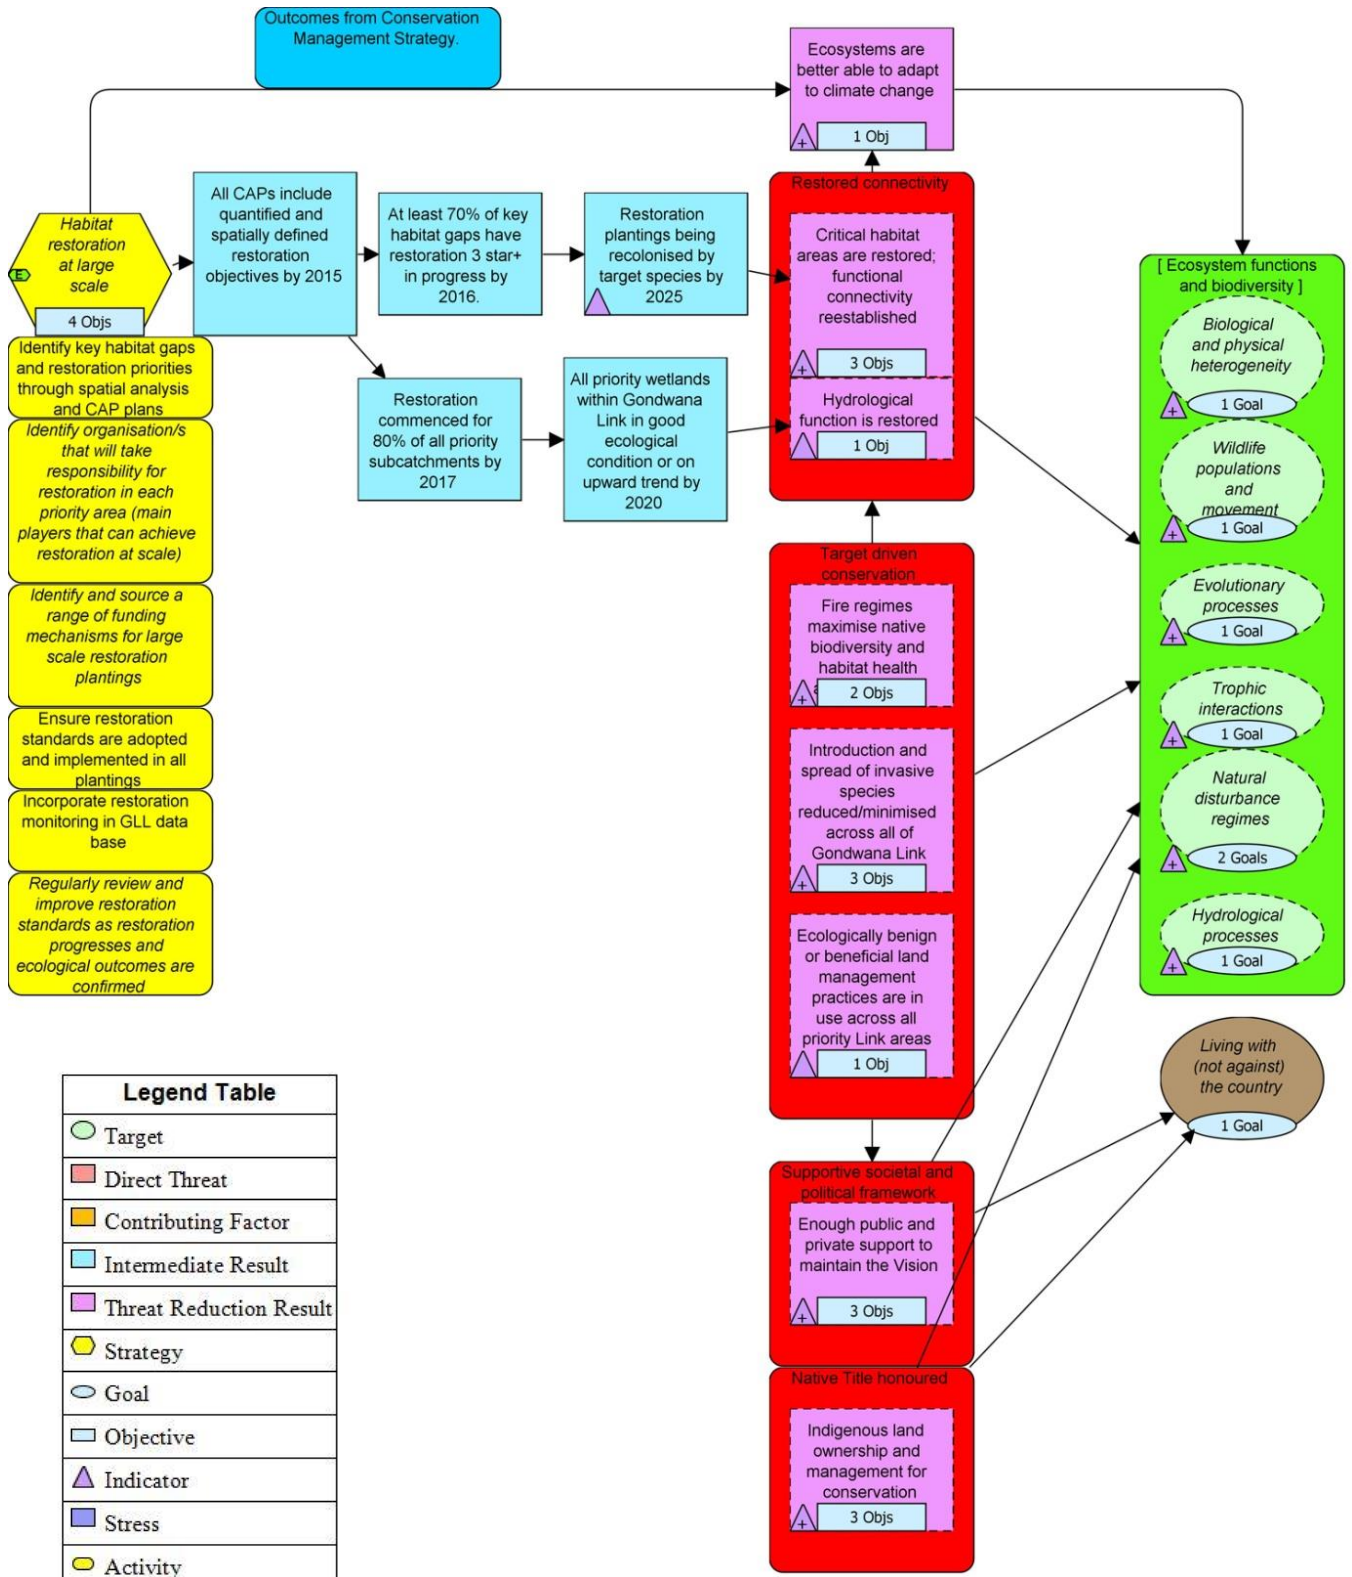 Outcomes from Conservation
Management Strategy.
Ecosystems are
better able to adapt
to climate change
+
1 Obj
Habitat
restoration
at large
scale
E
4 Objs
All CAPs include
quantified and
spatially defined
restoration
objectives by 2015
At least 70% of key
habitat gaps have
restoration 3 star+
in progress by
2016.
Restoration
plantings being
recolonised by
target species by
2025
Restoration
commenced for
80% of all priority
subcatchments by
2017
All priority wetlands
within Gondwana
Link in good
ecological
condition or on
upward trend by
2020
Restored connectivity
Critical habitat
areas are restored;
functional
connectivity
reestablished
+
3 Objs
Hydrological
function is restored
1 Obj
Target driven
conservation
Fire regimes
maximise native
biodiversity and
habitat health
+
2 Objs
Introduction and
spread of invasive
species
reduced/minimised
across all of
Gondwana Link
+
3 Objs
Ecologically benign
or beneficial land
management
practices are in
use across all
priority Link areas
1 Obj
Supportive societal and
political framework
Enough public and
private support to
maintain the Vision
+
3 Objs
Native Title honoured
Indigenous land
ownership and
management for
conservation
+
3 Objs
[ Ecosystem functions
and biodiversity ]
Biological
and physical
heterogeneity
+
1 Goal
Wildlife
populations
and
movement
+
1 Goal
Evolutionary
processes
+
1 Goal
Trophic
interactions
+
1 Goal
Natural
disturbance
regimes
+
2 Goals
Hydrological
processes
+
1 Goal
Living with
(not against)
the country
1 Goal
Identify key habitat gaps
and restoration priorities
through spatial analysis
and CAP plans
Identify organisation/s
that will take
responsibility for
restoration in each
priority area (main
players that can achieve
restoration at scale)
Identify and source a
range of funding
mechanisms for large
scale restoration
plantings
Ensure restoration
standards are adopted
and implemented in all
plantings
Incorporate restoration
monitoring in GLL data
base
Regularly review and
improve restoration
standards as restoration
progresses and
ecological outcomes are
confirmed
Legend Table
Target
Direct Threat
Contributing Factor
Intermediate Result
Threat Reduction Result
Strategy
Goal
Objective
Indicator
Stress
Activity